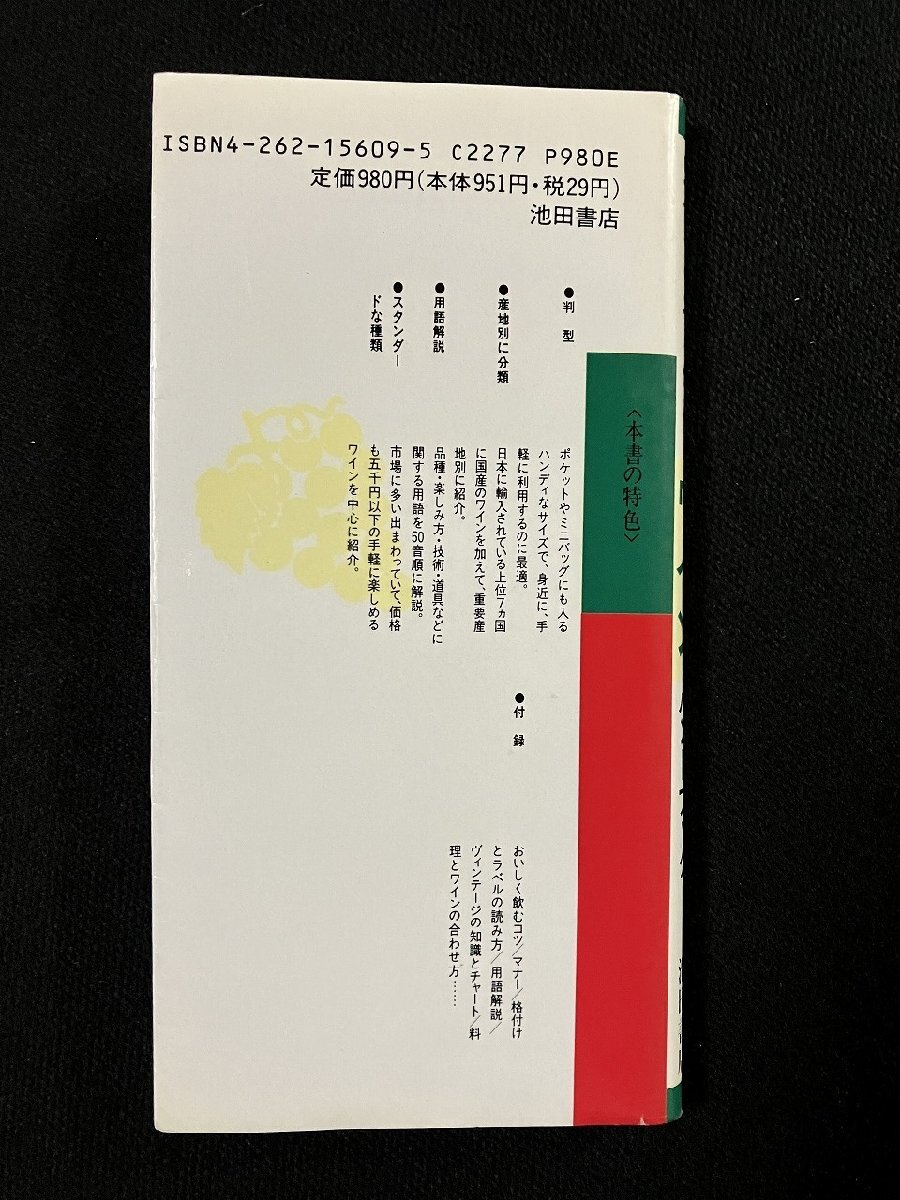 ISBN4-262-15609-5 C2277 P980E
定価980円(本体951円・税29円)
池田書店
〈本書の特色〉
●判 型
ポケットやミニバッグにも入る
ハンディなサイズで、身近に、手
軽に利用するのに最適。
●産地別に分類
日本に輸入されている上位7ヵ国
に国産のワインを加えて、重要産
地別に紹介。
●用語解説
品種・楽しみ方・技術・道具などに
関する用語を50音順に解説。
●スタンダー
ドな種類
市場に多い出まわっていて、価格
も五千円以下の手軽に楽しめる
ワインを中心に紹介。
●付 録
おいしく飲むコツ/マナー/格付け
とラベルの読み方/用語解説/
ヴィンテージの知識とチャート/料
理とワインの合わせ方……